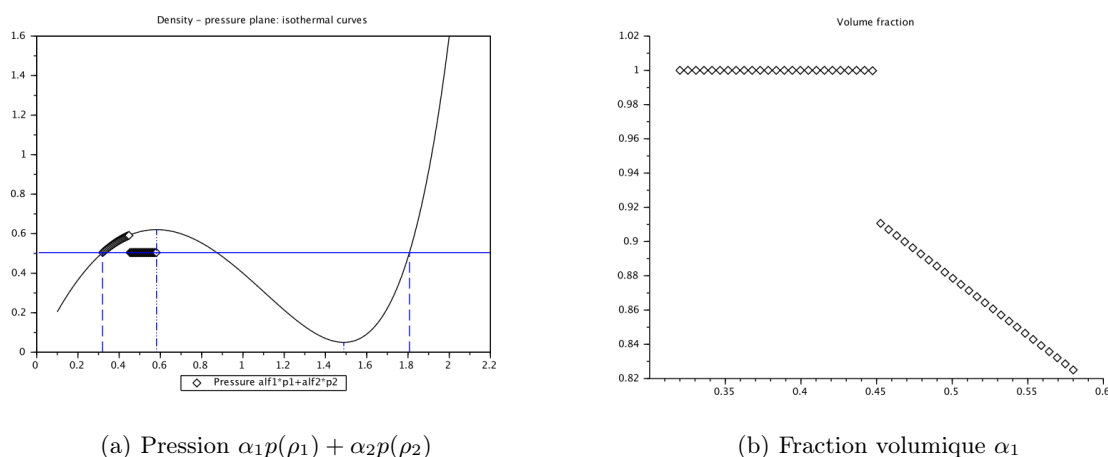 Density - pressure plane: isothermal curves
1.6
1.4
1.2
1
0.8
0.6
0.4
0.2
0
0 0.2 0.4 0.6 0.8 1 1.2 1.4 1.6 1.8 2 2.2
Pressure alf1*p1+alf2*p2
(a) Pression α₁p(ρ₁) + α₂p(ρ₂)
Volume fraction
1.02
1
0.98
0.96
0.94
0.92
0.9
0.88
0.86
0.84
0.82
0.35 0.4 0.45 0.5 0.55 0.6
(b) Fraction volumique α₁